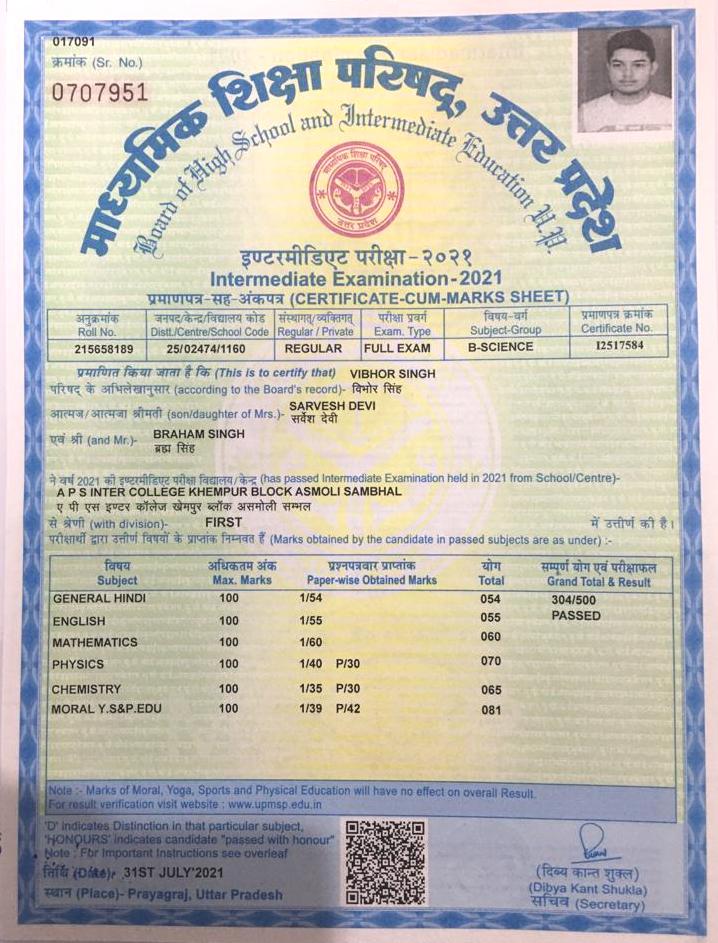 017091
क्रमांक (Sr. No.)
0707951
माध्यमिक शिक्षा परिषद्, उत्तर प्रदेश
Board of High School and Intermediate Education U.P.
माध्यमिक शिक्षा परिषद्
उत्तर प्रदेश
इण्टरमीडिएट परीक्षा-२०२१
Intermediate Examination-2021
प्रमाणपत्र-सह-अंकपत्र (CERTIFICATE-CUM-MARKS SHEET)
अनुक्रमांक जनपद/केन्द्र/विद्यालय कोड संस्थागत्/व्यक्तिगत् परीक्षा प्रवर्ग विषय-वर्ग प्रमाणपत्र क्रमांक
Roll No. Distt./Centre/School Code Regular / Private Exam. Type Subject-Group Certificate No.
215658189 25/02474/1160 REGULAR FULL EXAM B-SCIENCE I2517584
प्रमाणित किया जाता है कि (This is to certify that) VIBHOR SINGH
परिषद के अभिलेखानुसार (according to the Board's record)- विभोर सिंह
आत्मज/आत्मजा श्रीमती (son/daughter of Mrs.)- SARVESH DEVI
सर्वेश देवी
एवं श्री (and Mr.)- BRAHAM SINGH
ब्रह्म सिंह
ने वर्ष 2021 की इण्टरमीडिएट परीक्षा विद्यालय/केन्द्र (has passed Intermediate Examination held in 2021 from School/Centre)-
A P S INTER COLLEGE KHEMPUR BLOCK ASMOLI SAMBHAL
ए पी एस इण्टर कॉलेज खेमपुर ब्लॉक असमोली सम्भल
से श्रेणी (with division)- FIRST में उत्तीर्ण की है।
परीक्षार्थी द्वारा उत्तीर्ण विषयों के प्राप्तांक निम्नवत हैं (Marks obtained by the candidate in passed subjects are as under) :-
विषय अधिकतम अंक प्रश्नपत्रवार प्राप्तांक योग सम्पूर्ण योग एवं परीक्षाफल
Subject Max. Marks Paper-wise Obtained Marks Total Grand Total & Result
GENERAL HINDI 100 1/54 054 304/500
ENGLISH 100 1/55 055 PASSED
MATHEMATICS 100 1/60 060
PHYSICS 100 1/40 P/30 070
CHEMISTRY 100 1/35 P/30 065
MORAL Y.S&P.EDU 100 1/39 P/42 081
Note :- Marks of Moral, Yoga, Sports and Physical Education will have no effect on overall Result.
For result verification visit website : www.upmsp.edu.in
'D' indicates Distinction in that particular subject,
'HONOURS' indicates candidate "passed with honour"
Note : For Important Instructions see overleaf
तिथि (Date)- 31ST JULY'2021
स्थान (Place)- Prayagraj, Uttar Pradesh
(दिव्य कान्त शुक्ल)
(Dibya Kant Shukla)
सचिव (Secretary)